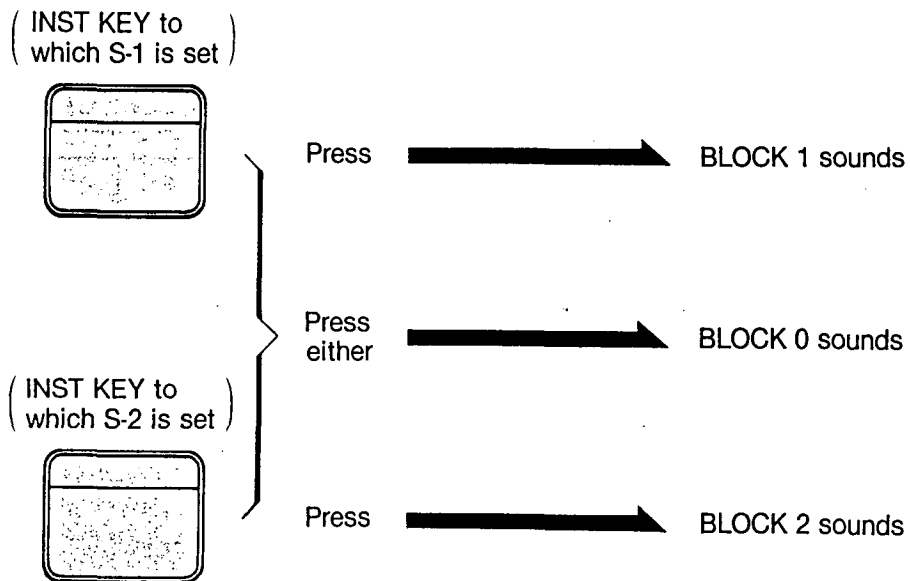 ( INST KEY to
which S-1 is set )
Press
BLOCK 1 sounds
Press
either
BLOCK 0 sounds
( INST KEY to
which S-2 is set )
Press
BLOCK 2 sounds